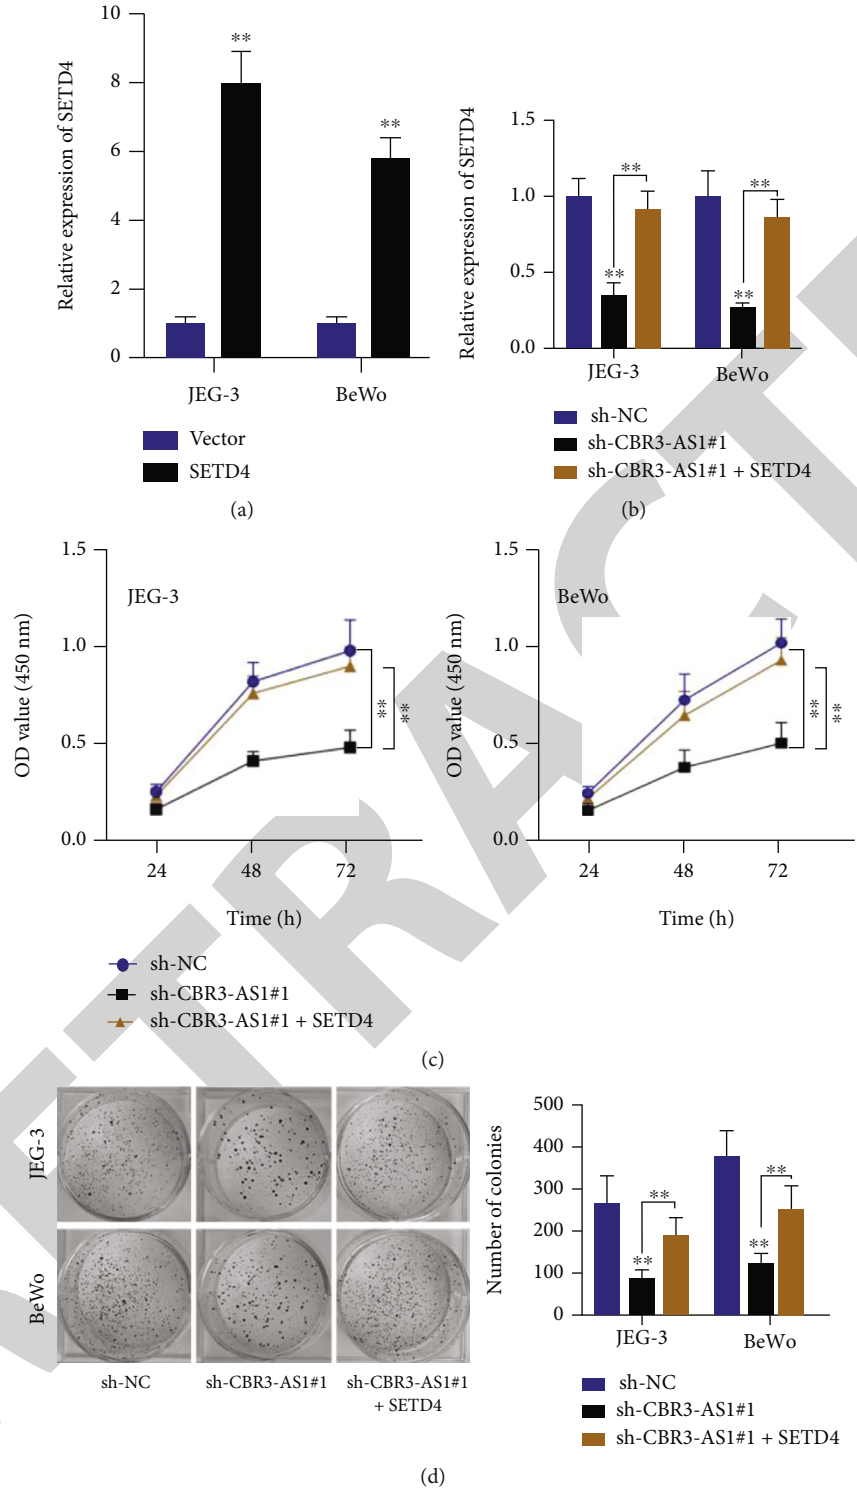 Relative expression of SETD4
10
8
6
4
2
0
**
**
JEG-3
BeWo
Vector
SETD4
(a)
Relative expression of SETD4
1.5
1.0
0.5
0.0
**
**
**
**
JEG-3
BeWo
sh-NC
sh-CBR3-AS1#1
sh-CBR3-AS1#1 + SETD4
(b)
OD value (450 nm)
1.5
1.0
0.5
0.0
JEG-3
**
**
24
48
72
Time (h)
OD value (450 nm)
1.5
1.0
0.5
0.0
BeWo
**
**
24
48
72
Time (h)
sh-NC
sh-CBR3-AS1#1
sh-CBR3-AS1#1 + SETD4
(c)
JEG-3
BeWo
sh-NC
sh-CBR3-AS1#1
sh-CBR3-AS1#1
+ SETD4
Number of colonies
500
400
300
200
100
0
**
**
**
**
JEG-3
BeWo
sh-NC
sh-CBR3-AS1#1
sh-CBR3-AS1#1 + SETD4
(d)
RETRACTE